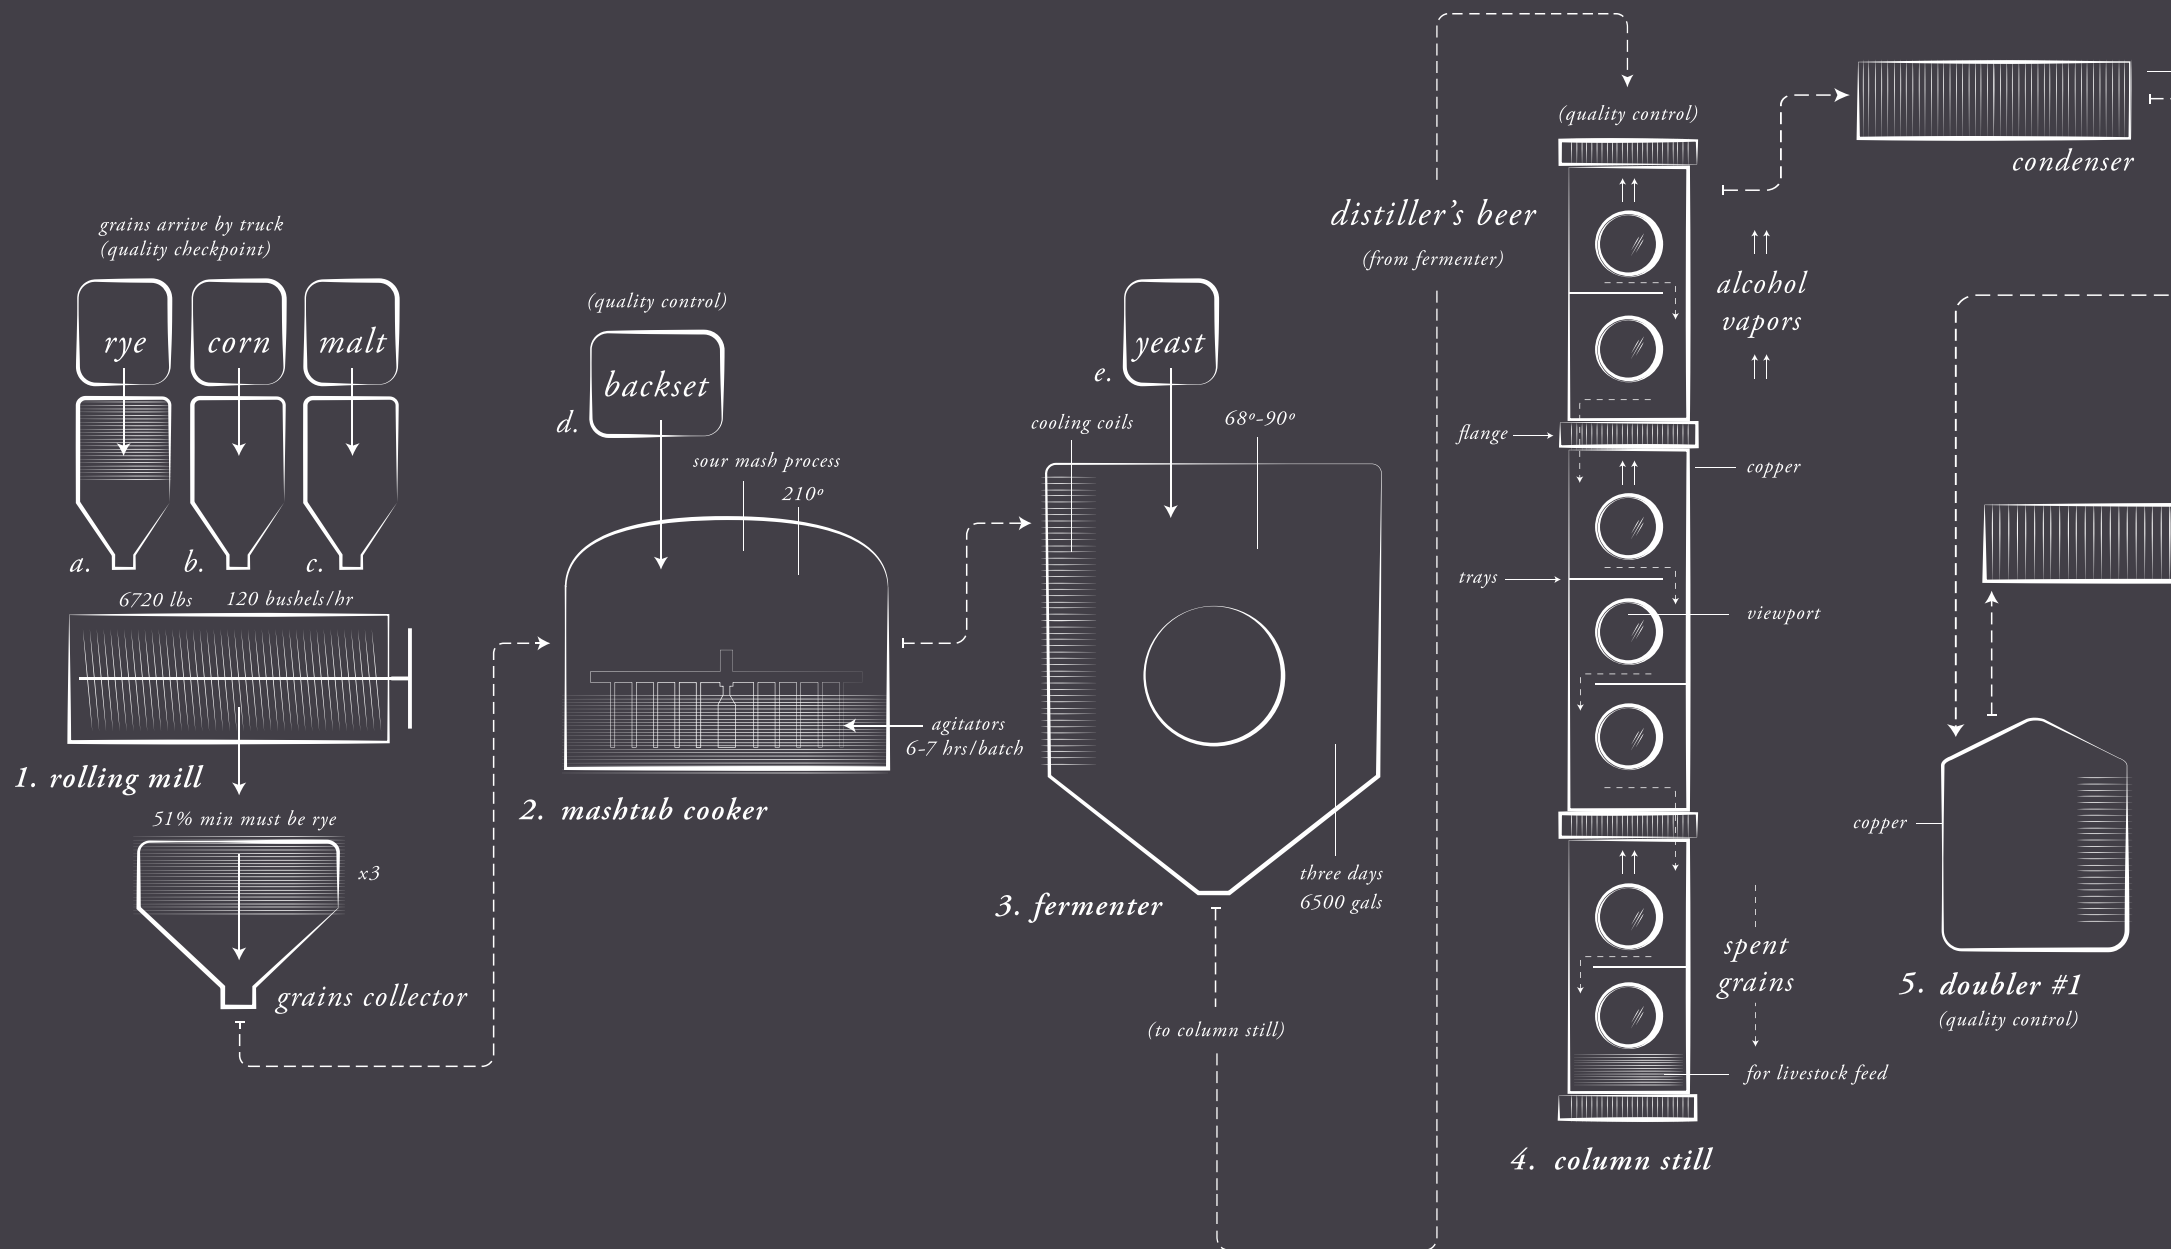 grains arrive by truck
(quality checkpoint)
rye
corn
malt
a.
b.
c.
6720 lbs
120 bushels/hr
1. rolling mill
51% min must be rye
x3
grains collector
(quality control)
backset
d.
sour mash process
210º
agitators
6-7 hrs/batch
2. mashtub cooker
yeast
e.
cooling coils
68º-90º
three days
6500 gals
3. fermenter
(to column still)
distiller’s beer
(from fermenter)
(quality control)
alcohol
vapors
flange
copper
trays
viewport
spent
grains
for livestock feed
4. column still
condenser
copper
5. doubler #1
(quality control)